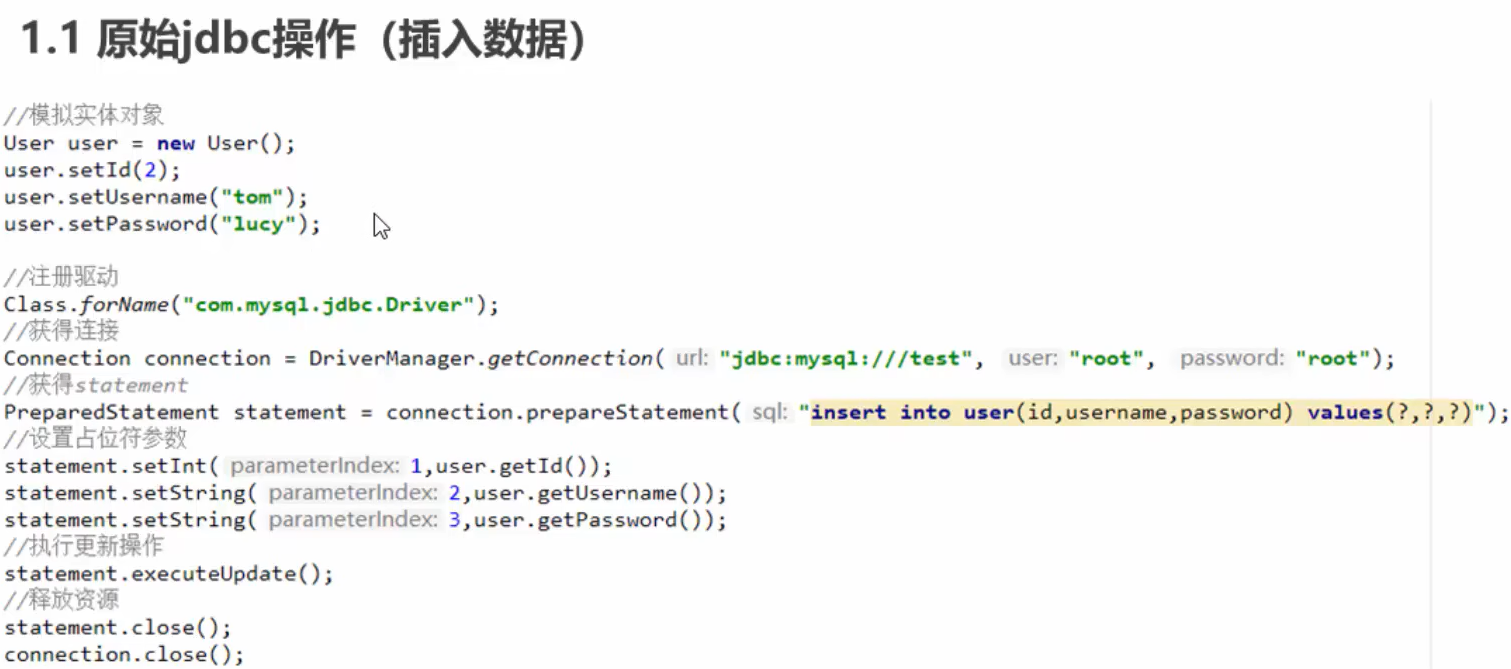 1.1 原始jdbc操作（插入数据）
//模拟实体对象
User user = new User();
user.setId(2);
user.setUsername("tom");
user.setPassword("lucy");
//注册驱动
Class.forName("com.mysql.jdbc.Driver");
//获得连接
Connection connection = DriverManager.getConnection( url: "jdbc:mysql:///test", user: "root", password: "root");
//获得statement
PreparedStatement statement = connection.prepareStatement( sql: "insert into user(id,username,password) values(?,?,?)");
//设置占位符参数
statement.setInt( parameterIndex: 1,user.getId());
statement.setString( parameterIndex: 2,user.getUsername());
statement.setString( parameterIndex: 3,user.getPassword());
//执行更新操作
statement.executeUpdate();
//释放资源
statement.close();
connection.close();